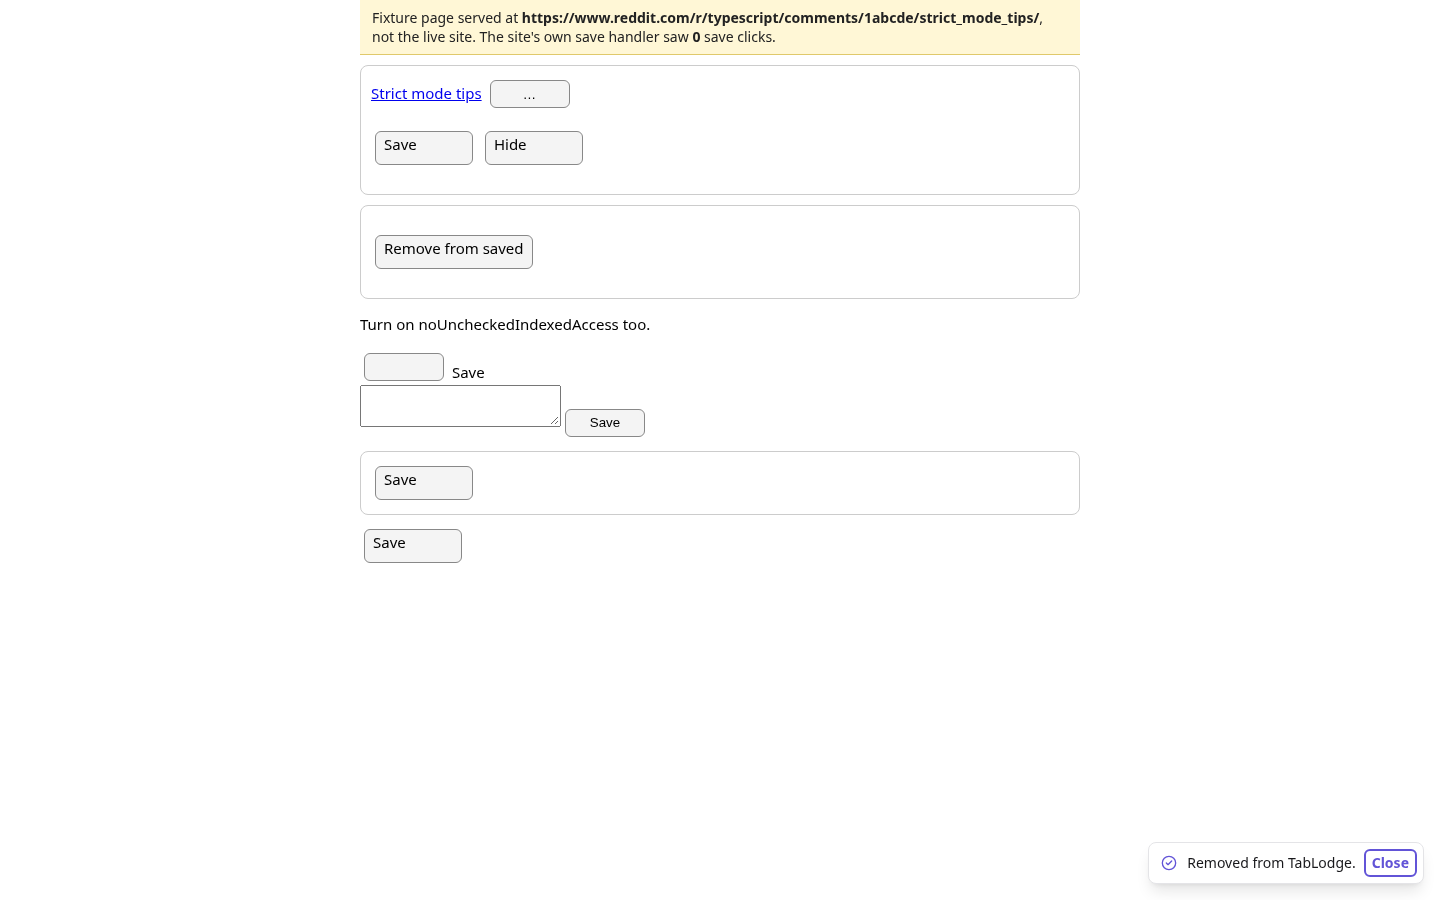 Fixture page served at https://www.reddit.com/r/typescript/comments/1abcde/strict_mode_tips/,
not the live site. The site's own save handler saw 0 save clicks.
Strict mode tips ...
Save Hide
Remove from saved
Turn on noUncheckedIndexedAccess too.
Save
Save
Save
Save
Removed from TabLodge. Close